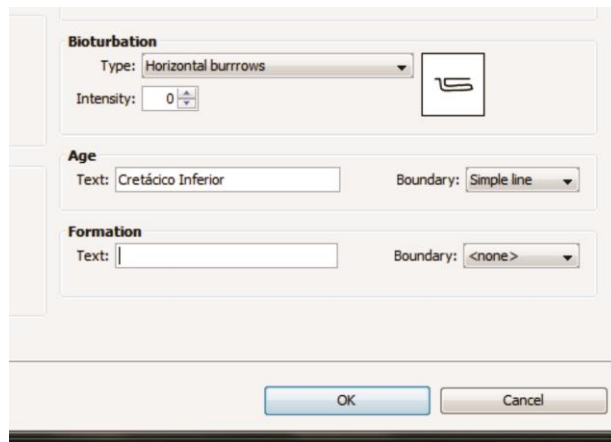 Bioturbation
Type: Horizontal burrrows
Intensity: 0
Age
Text: Cretácico Inferior Boundary: Simple line
Formation
Text: Boundary: <none>
OK Cancel